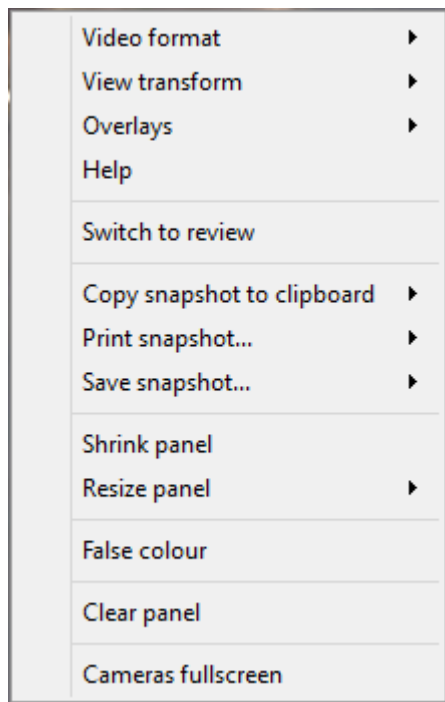 Video format
View transform
Overlays
Help
Switch to review
Copy snapshot to clipboard
Print snapshot...
Save snapshot...
Shrink panel
Resize panel
False colour
Clear panel
Cameras fullscreen